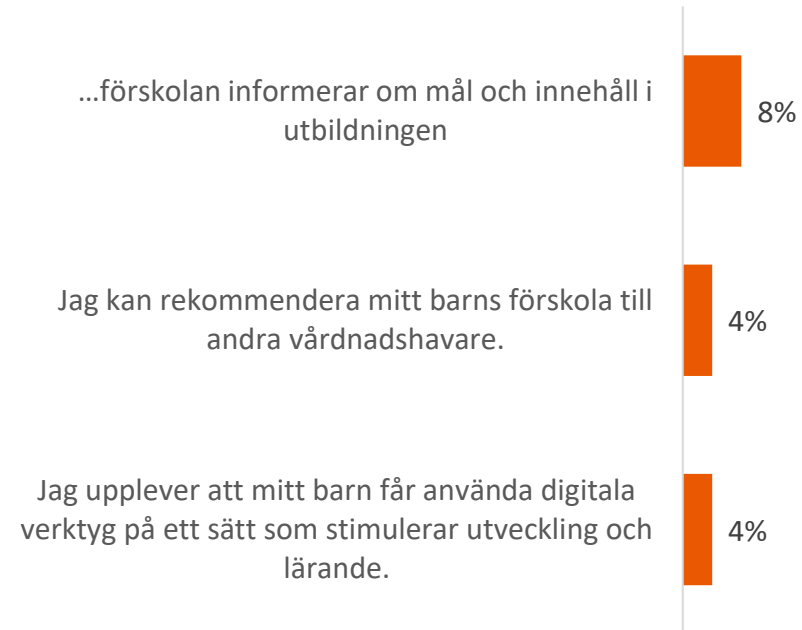 …förskolan informerar om mål och innehåll i
utbildningen
8%
Jag kan rekommendera mitt barns förskola till
andra vårdnadshavare.
4%
Jag upplever att mitt barn får använda digitala
verktyg på ett sätt som stimulerar utveckling och
lärande.
4%